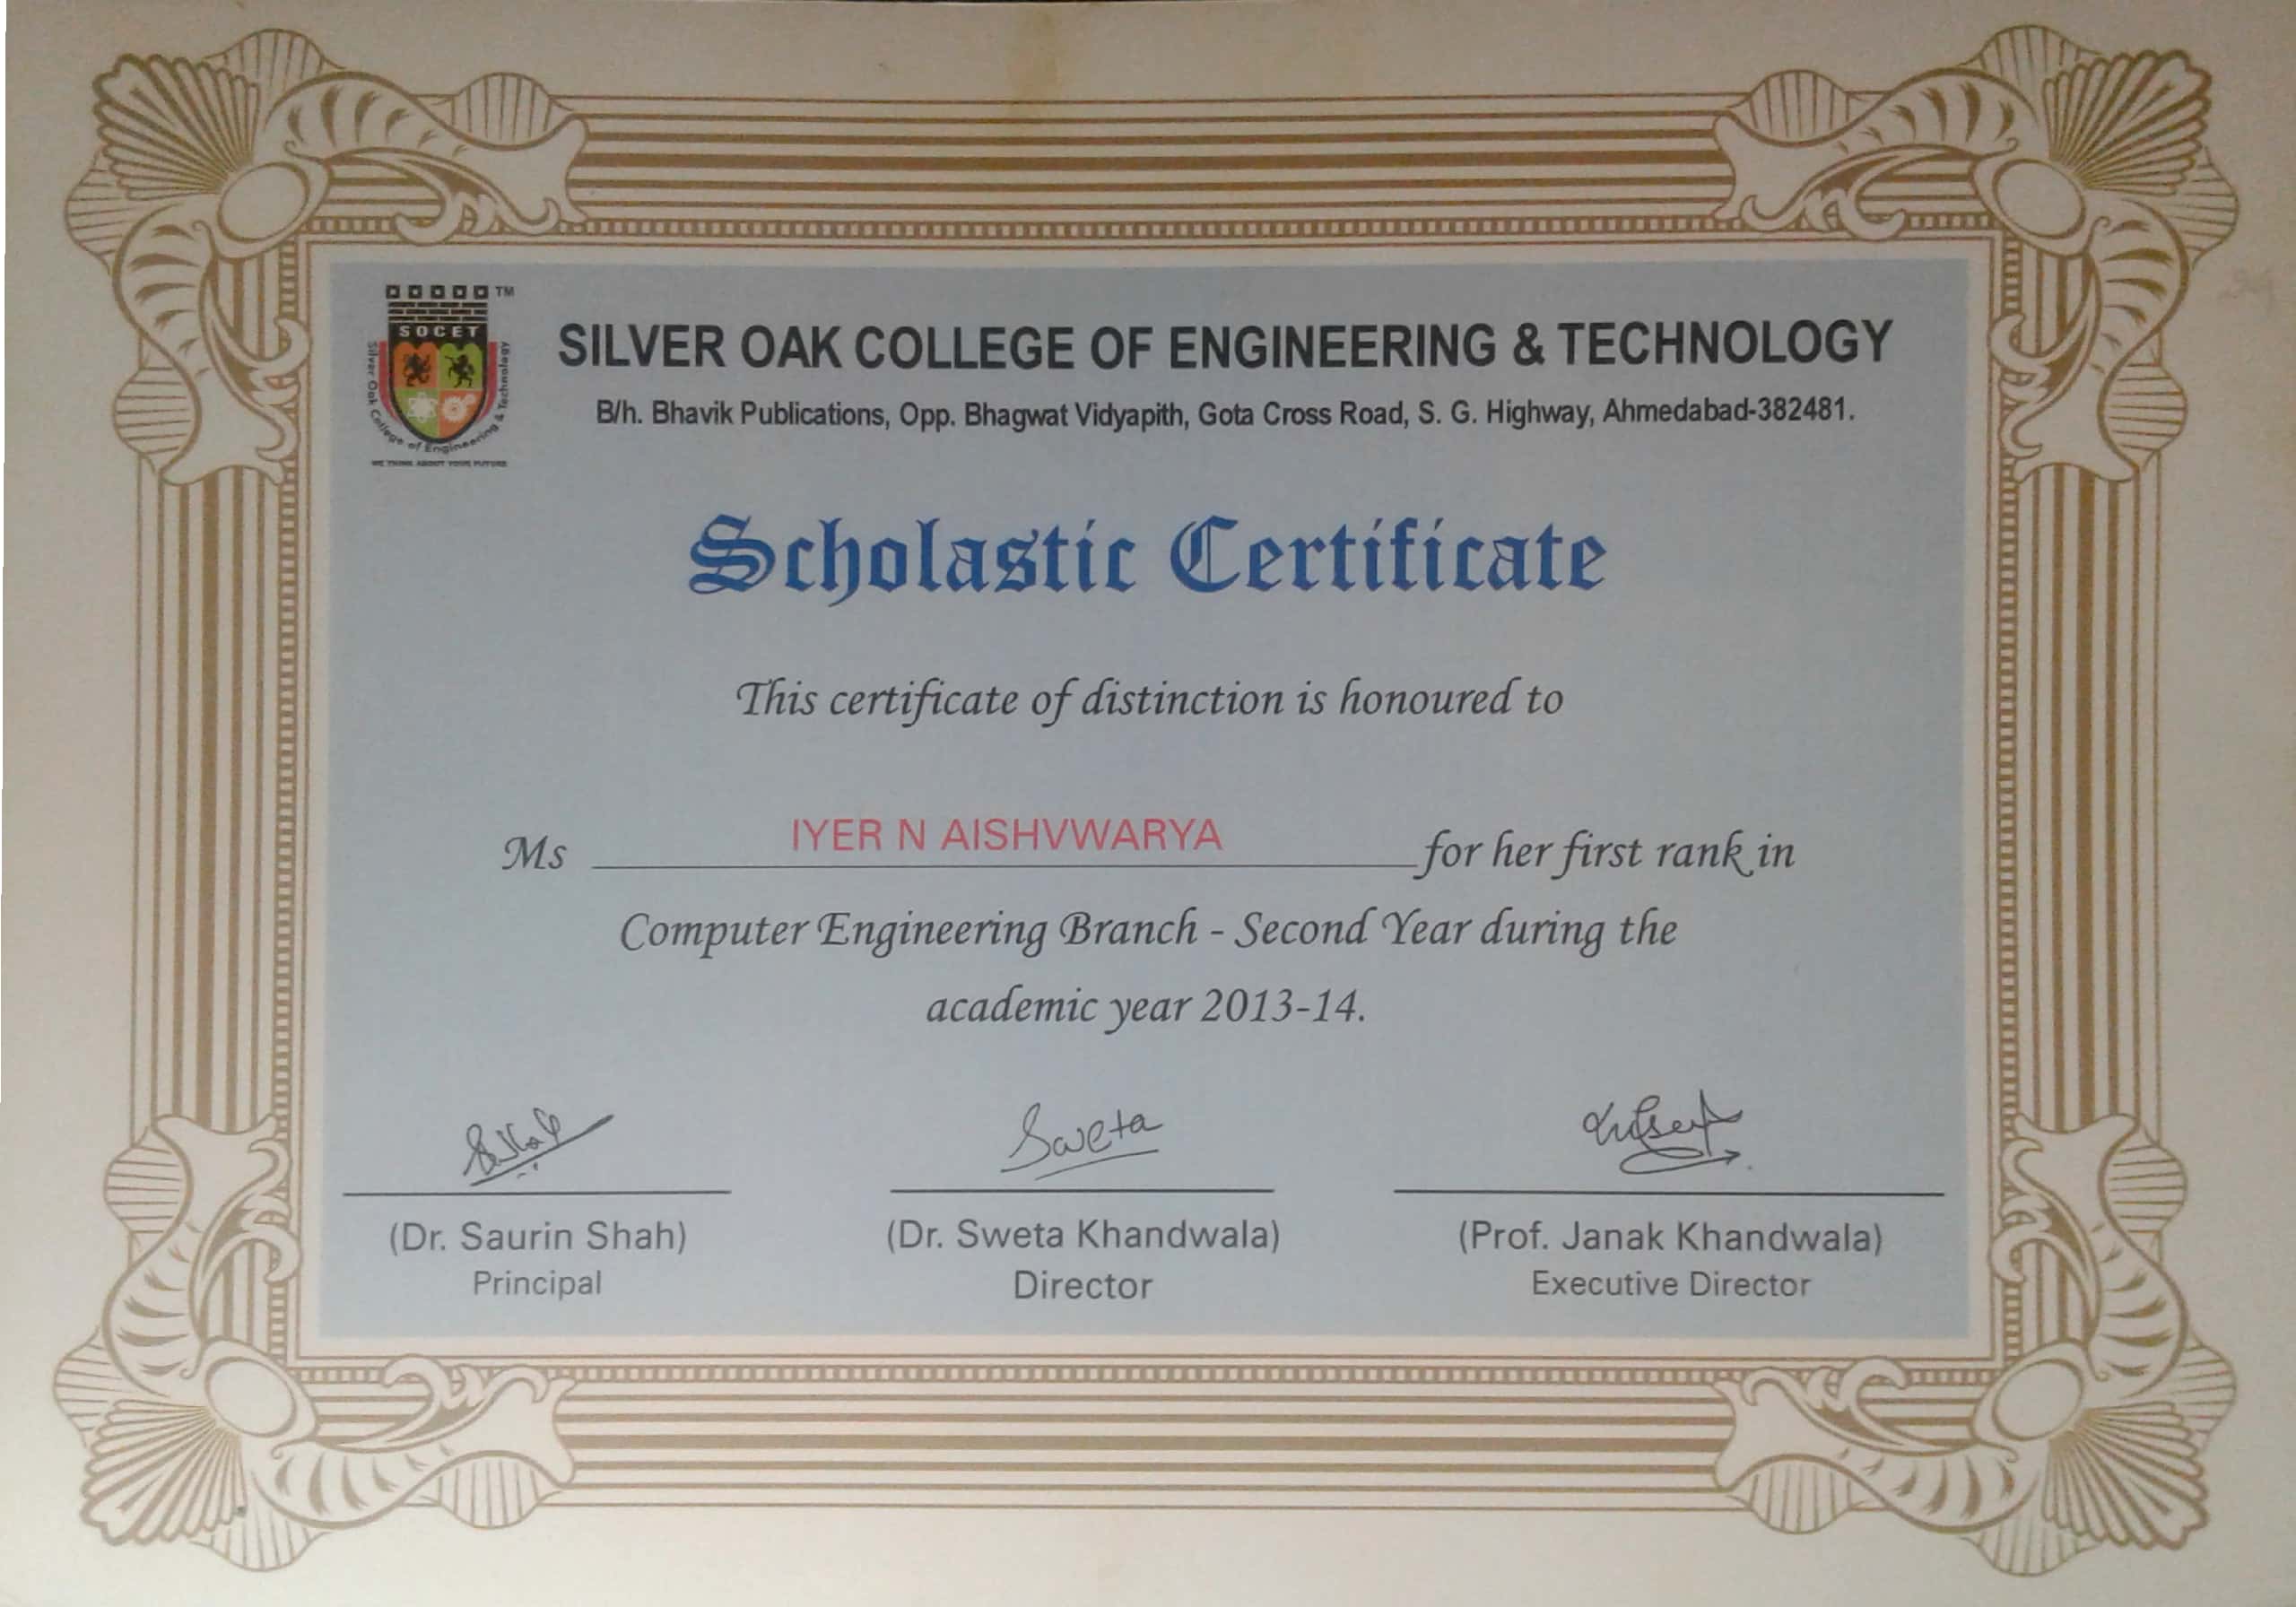 TM
SOCET
Silver Oak College of Engineering & Technology
WE THINK ABOUT YOUR FUTURE
SILVER OAK COLLEGE OF ENGINEERING & TECHNOLOGY
B/h. Bhavik Publications, Opp. Bhagwat Vidyapith, Gota Cross Road, S. G. Highway, Ahmedabad-382481.
Scholastic Certificate
This certificate of distinction is honoured to
Ms IYER N AISHVWARYA for her first rank in
Computer Engineering Branch - Second Year during the
academic year 2013-14.
Sweta
(Dr. Saurin Shah) (Dr. Sweta Khandwala) (Prof. Janak Khandwala)
Principal Director Executive Director